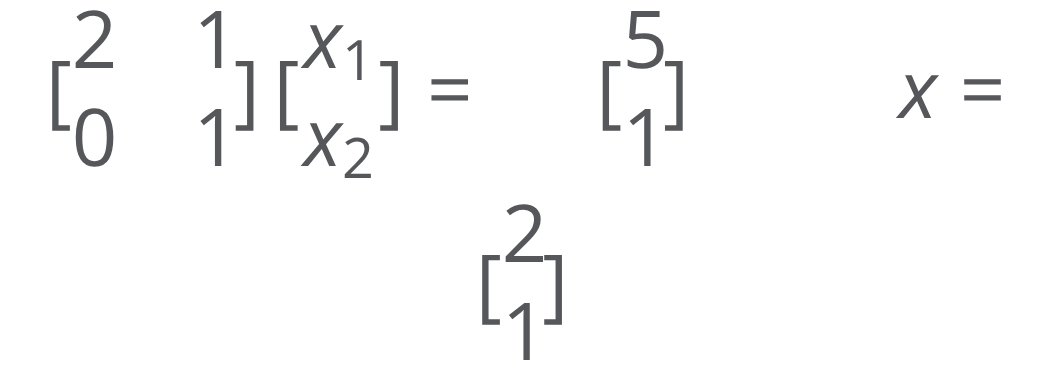 [2 1
0 1] [x₁
x₂] = [5
1] x =
[2
1]